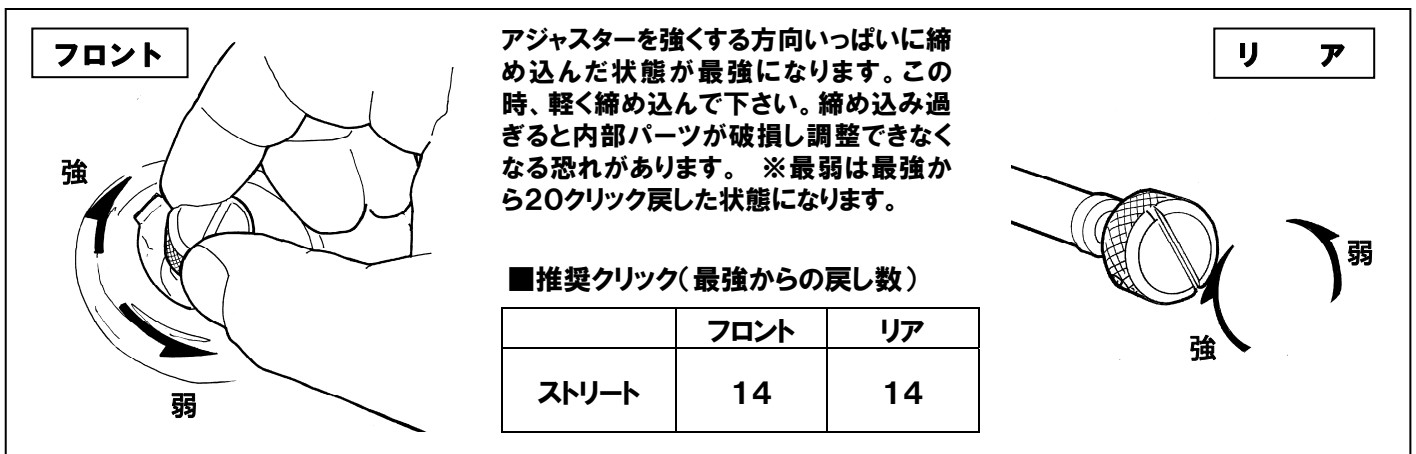 フロント
強
弱
アジャスターを強くする方向いっぱいに締
め込んだ状態が最強になります。この
時、軽く締め込んで下さい。締め込み過
ぎると内部パーツが破損し調整できなく
なる恐れがあります。 ※最弱は最強か
ら20クリック戻した状態になります。
■推奨クリック(最強からの戻し数)
フロント リア
ストリート 14 14
リ ア
弱
強